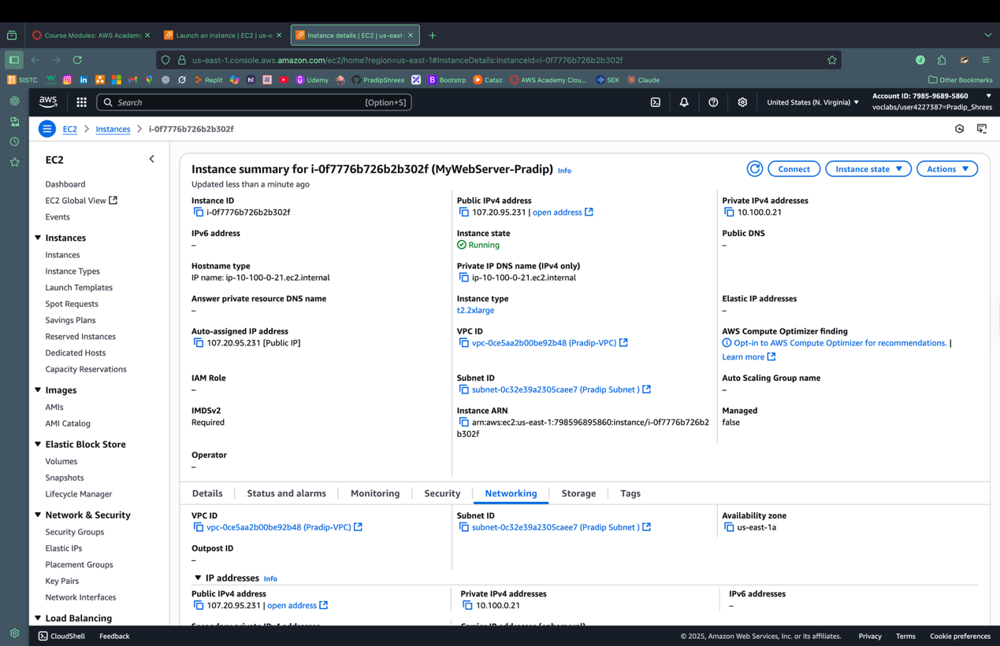 Course Modules: AWS Academy
Launch an instance | EC2 | us-e
Instance details | EC2 | us-east-
us-east-1.console.aws.amazon.com/ec2/home?region=us-east-1#InstanceDetails:instanceId=i-0f7776b726b2b302f
SISTC
Replit
h!
Udemy
PradipShrees
Bootstrp
Cataz
AWS Academy Clou...
SEK
Claude
Other Bookmarks
aws
Search
[Option+S]
United States (N. Virginia)
Account ID: 7985-9689-5860
voclabs/user4227387=Pradip_Shrees
EC2
Instances
i-0f7776b726b2b302f
EC2
Dashboard
EC2 Global View
Events
Instances
Instances
Instance Types
Launch Templates
Spot Requests
Savings Plans
Reserved Instances
Dedicated Hosts
Capacity Reservations
Images
AMIs
AMI Catalog
Elastic Block Store
Volumes
Snapshots
Lifecycle Manager
Network & Security
Security Groups
Elastic IPs
Placement Groups
Key Pairs
Network Interfaces
Load Balancing
Instance summary for i-0f7776b726b2b302f (MyWebServer-Pradip) Info
Updated less than a minute ago
Connect
Instance state
Actions
Instance ID
i-0f7776b726b2b302f
Public IPv4 address
107.20.95.231 | open address
Private IPv4 addresses
10.100.0.21
IPv6 address
–
Instance state
Running
Public DNS
–
Hostname type
IP name: ip-10-100-0-21.ec2.internal
Private IP DNS name (IPv4 only)
ip-10-100-0-21.ec2.internal
Answer private resource DNS name
–
Instance type
t2.2xlarge
Elastic IP addresses
–
Auto-assigned IP address
107.20.95.231 [Public IP]
VPC ID
vpc-0ce5aa2b00be92b48 (Pradip-VPC)
AWS Compute Optimizer finding
Opt-in to AWS Compute Optimizer for recommendations. |
Learn more
IAM Role
–
Subnet ID
subnet-0c32e39a2305caee7 (Pradip Subnet )
Auto Scaling Group name
–
IMDSv2
Required
Instance ARN
arn:aws:ec2:us-east-1:798596895860:instance/i-0f7776b726b2
b302f
Managed
false
Operator
–
Details
Status and alarms
Monitoring
Security
Networking
Storage
Tags
VPC ID
vpc-0ce5aa2b00be92b48 (Pradip-VPC)
Subnet ID
subnet-0c32e39a2305caee7 (Pradip Subnet )
Availability zone
us-east-1a
Outpost ID
–
IP addresses Info
Public IPv4 address
107.20.95.231 | open address
Private IPv4 addresses
10.100.0.21
IPv6 addresses
–
CloudShell
Feedback
© 2025, Amazon Web Services, Inc. or its affiliates.
Privacy
Terms
Cookie preferences